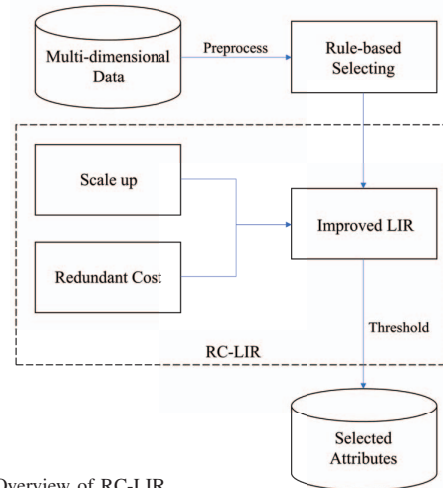 Multi-dimensional
Data
Preprocess
Rule-based
Selecting
Scale up
Redundant Cost
Improved LIR
Threshold
RC-LIR
Selected
Attributes
Overview of RC-LIR